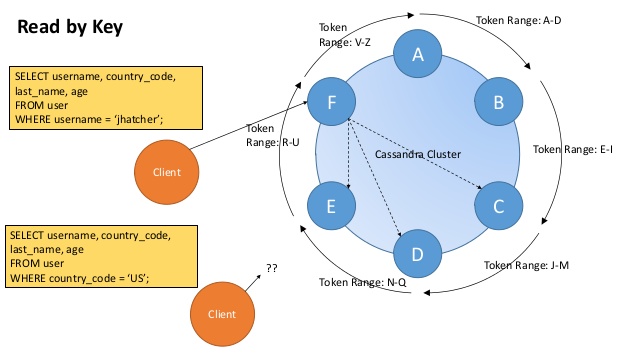 Read by Key
SELECT username, country_code,
last_name, age
FROM user
WHERE username = ‘jhatcher’;
Client
SELECT username, country_code,
last_name, age
FROM user
WHERE country_code = ‘US’;
??
Client
Token
Range: V-Z
Token Range: A-D
Token Range: E-I
Token Range: J-M
Token Range: N-Q
Token
Range: R-U
A
B
C
D
E
F
Cassandra Cluster